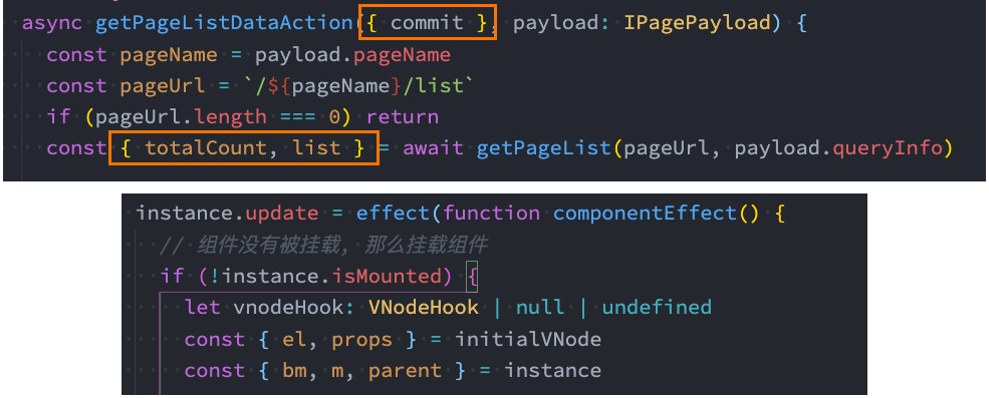 async getPageListDataAction({ commit }, payload: IPagePayload) {
const pageName = payload.pageName
const pageUrl = `/${pageName}/list`
if (pageUrl.length === 0) return
const { totalCount, list } = await getPageList(pageUrl, payload.queryInfo)
instance.update = effect(function componentEffect() {
// 组件没有被挂载, 那么挂载组件
if (!instance.isMounted) {
let vnodeHook: VNodeHook | null | undefined
const { el, props } = initialVNode
const { bm, m, parent } = instance